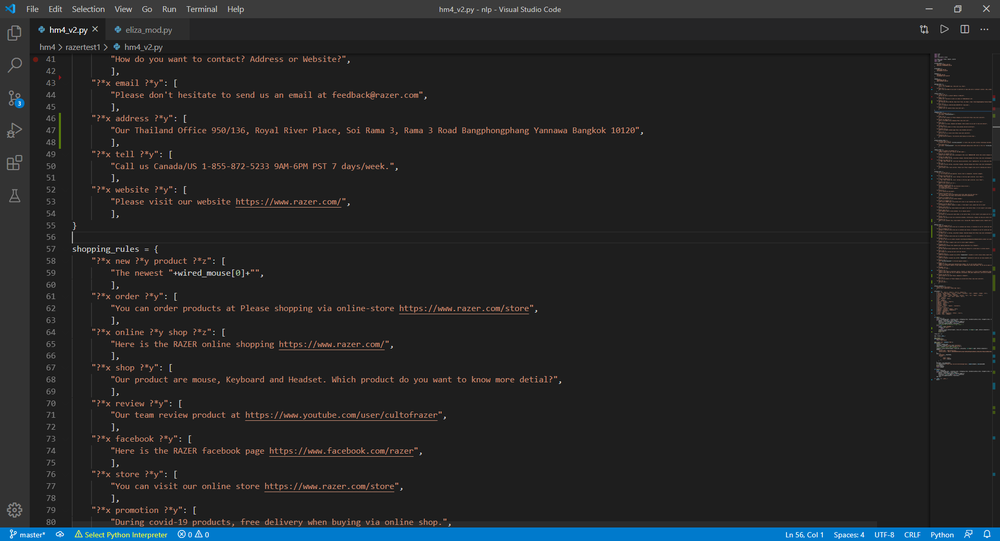 File Edit Selection View Go Run Terminal Help
hm4_v2.py - nlp - Visual Studio Code
hm4_v2.py
eliza_mod.py
hm4 > razertest1 > hm4_v2.py
41 "How do you want to contact? Address or Website?",
42 ],
43 "?*x email ?*y": [
44 "Please don't hesitate to send us an email at feedback@razer.com",
45 ],
46 "?*x address ?*y": [
47 "Our Thailand Office 950/136, Royal River Place, Soi Rama 3, Rama 3 Road Bangphongphang Yannawa Bangkok 10120",
48 ],
49 "?*x tell ?*y": [
50 "Call us Canada/US 1-855-872-5233 9AM-6PM PST 7 days/week.",
51 ],
52 "?*x website ?*y": [
53 "Please visit our website https://www.razer.com/",
54 ],
55 }
56
57 shopping_rules = {
58 "?*x new ?*y product ?*z": [
59 "The newest "+wired_mouse[0]+"",
60 ],
61 "?*x order ?*y": [
62 "You can order products at Please shopping via online-store https://www.razer.com/store",
63 ],
64 "?*x online ?*y shop ?*z": [
65 "Here is the RAZER online shopping https://www.razer.com/",
66 ],
67 "?*x shop ?*y": [
68 "Our product are mouse, Keyboard and Headset. Which product do you want to know more detial?",
69 ],
70 "?*x review ?*y": [
71 "Our team review product at https://www.youtube.com/user/cultofrazer",
72 ],
73 "?*x facebook ?*y": [
74 "Here is the RAZER facebook page https://www.facebook.com/razer",
75 ],
76 "?*x store ?*y": [
77 "You can visit our online store https://www.razer.com/store",
78 ],
79 "?*x promotion ?*y": [
80 "During covid-19 products, free delivery when buying via online shop.",
3
master* Select Python Interpreter 0 0 Ln 56, Col 1 Spaces: 4 UTF-8 CRLF Python